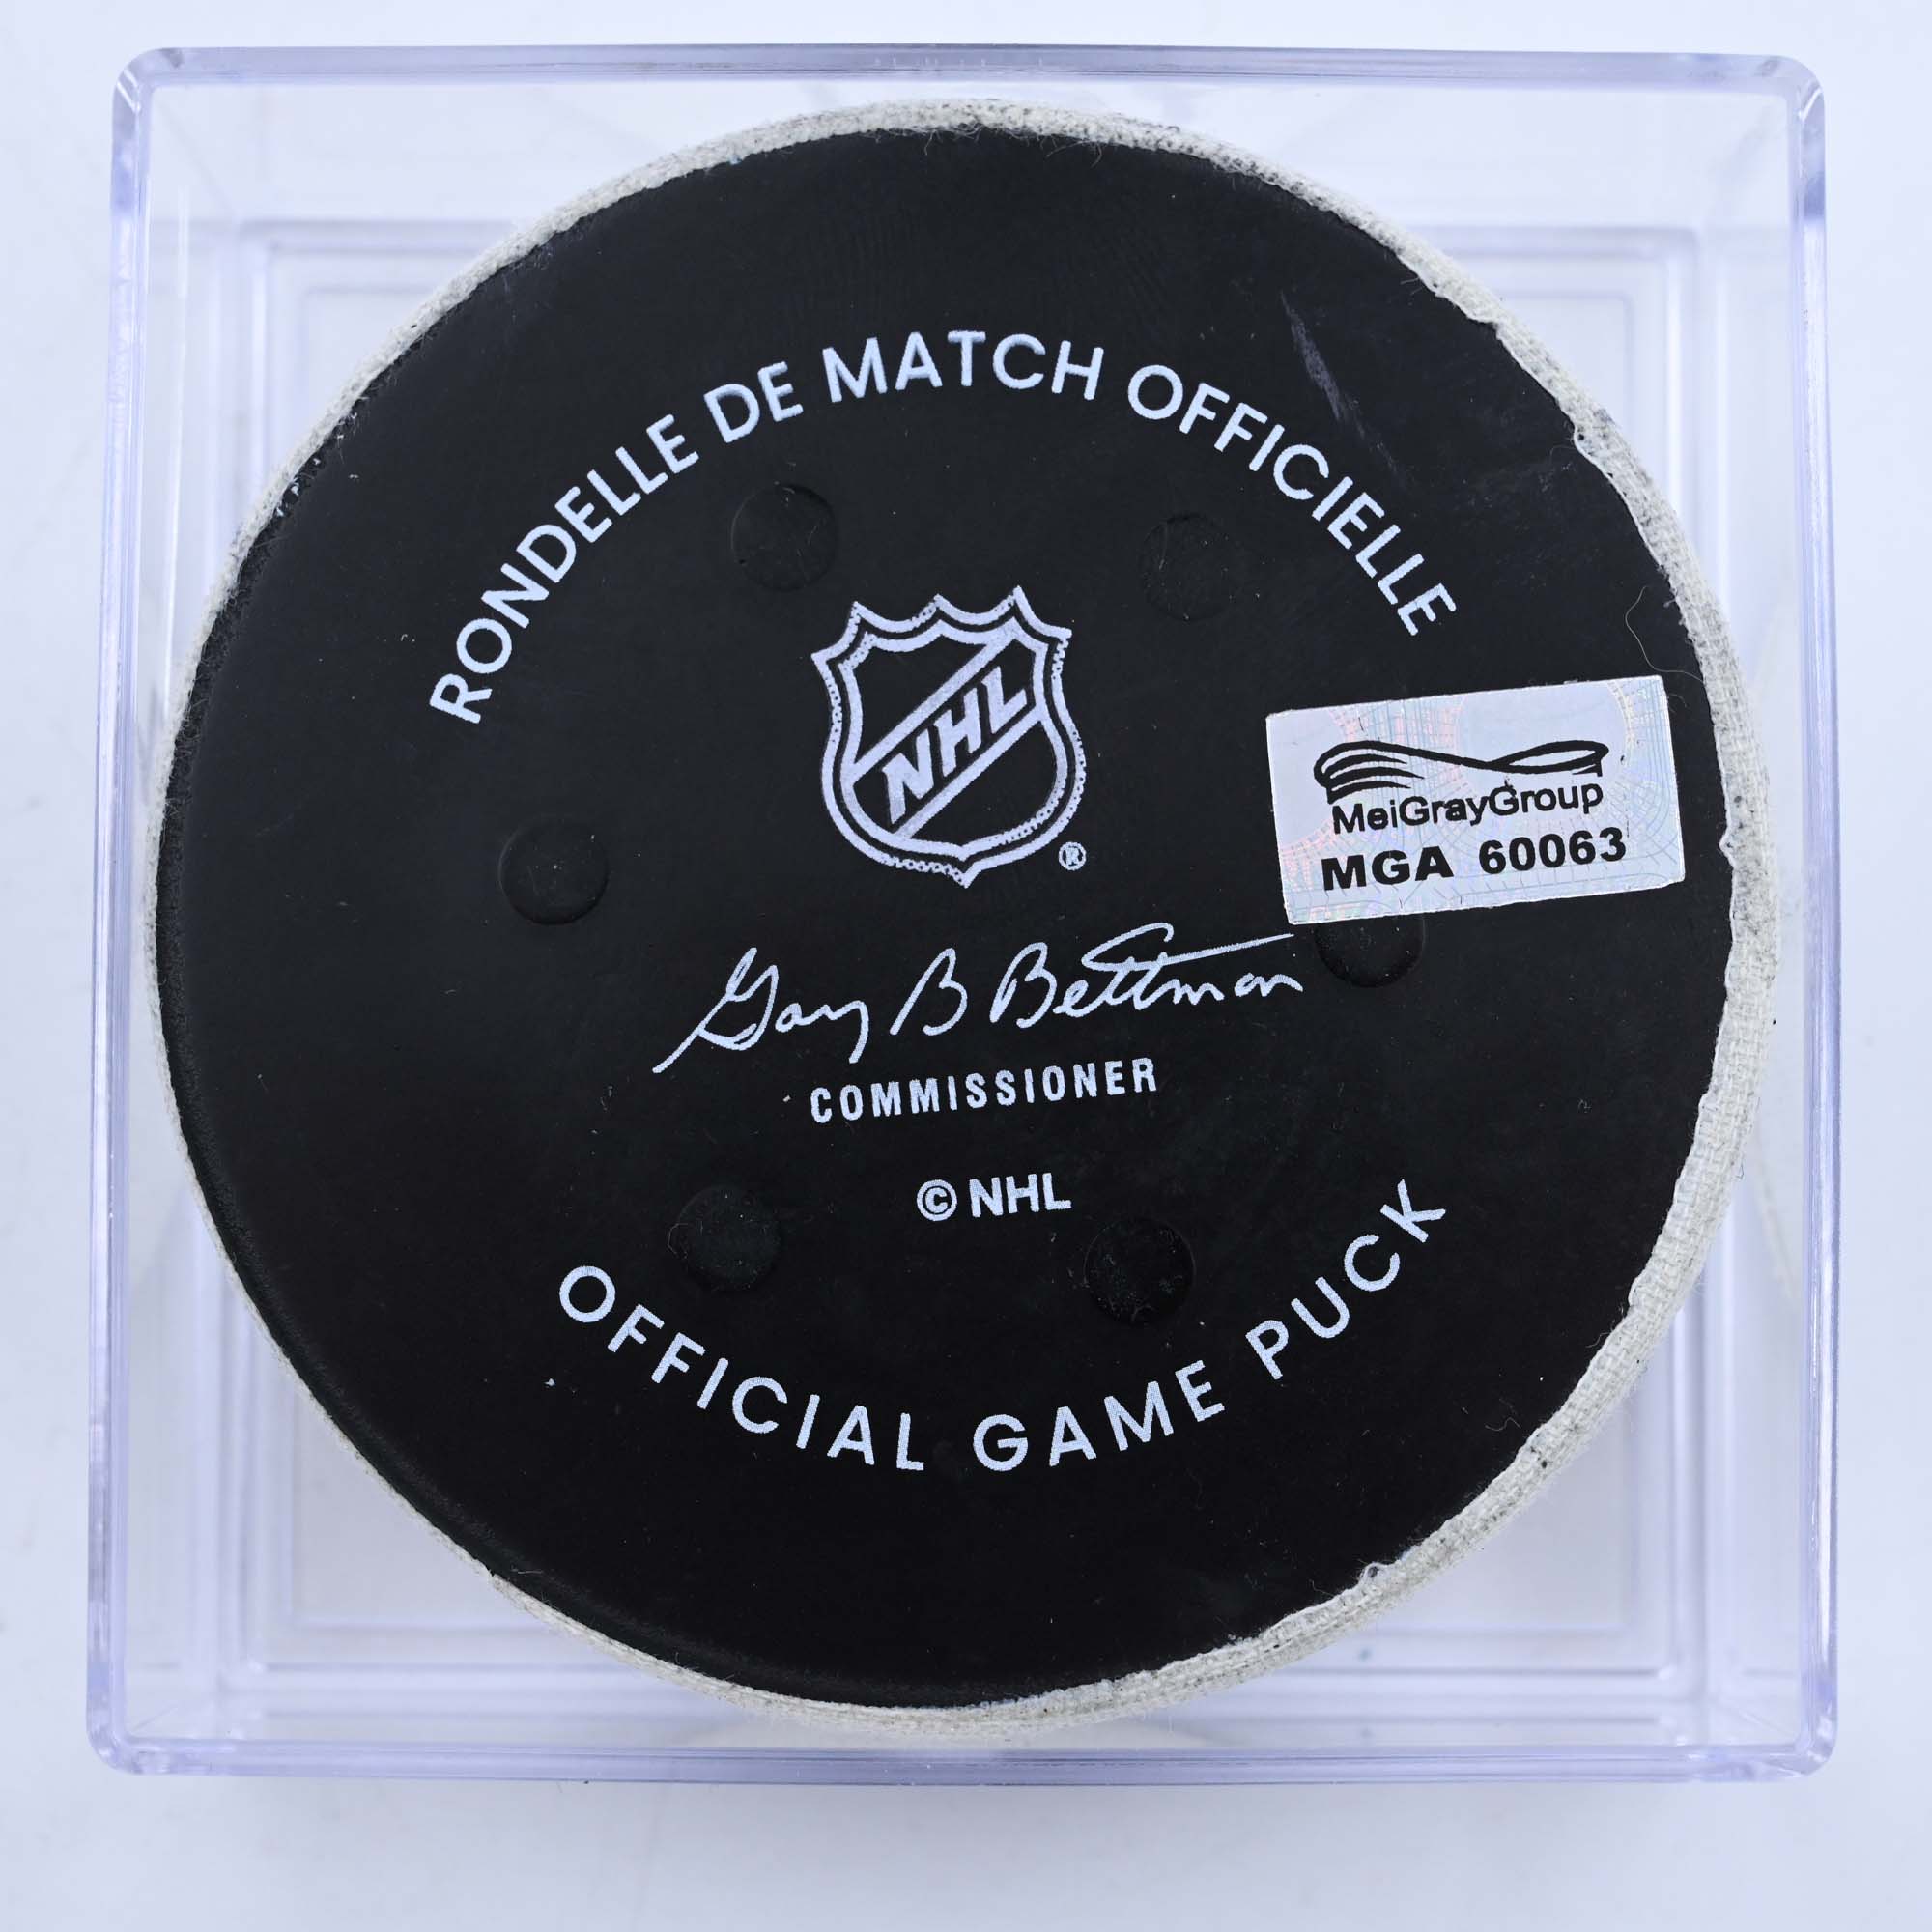 RONDELLE DE MATCH OFFICIELLE
NHL
®
MeiGrayGroup
MGA 60063
Gary B Bettman
COMMISSIONER
© NHL
OFFICIAL GAME PUCK